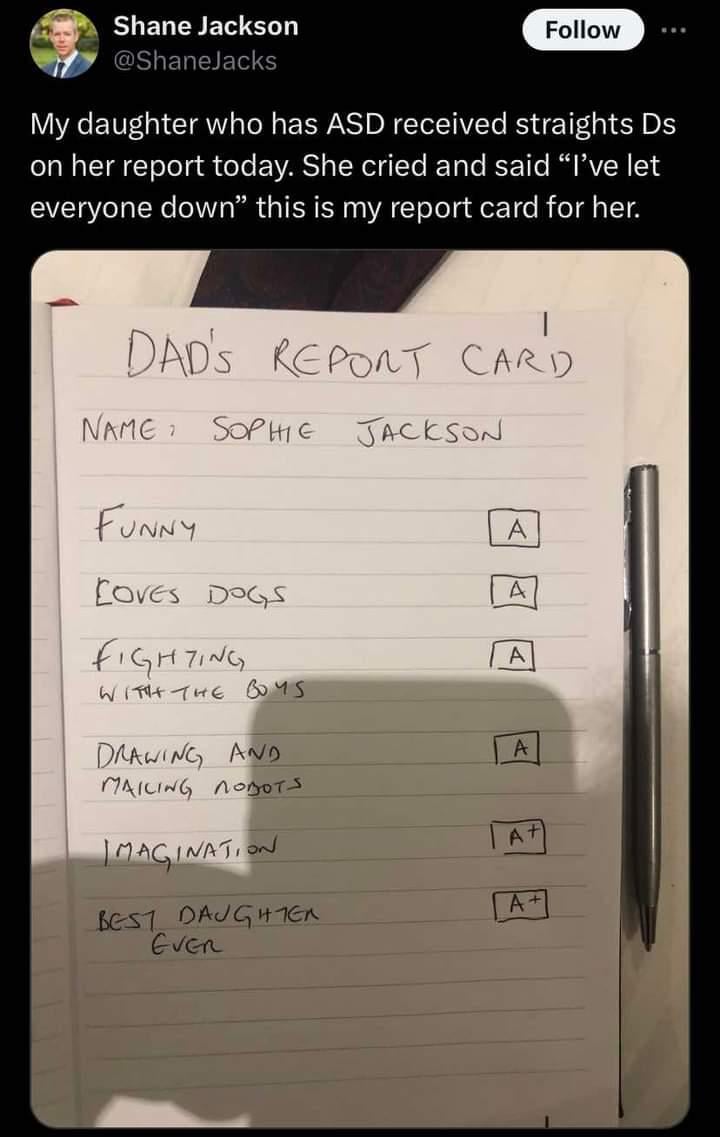 Shane Jackson
Follow
@ShaneJacks
My daughter who has ASD received straights Ds
on her report today. She cried and said “I’ve let
everyone down” this is my report card for her.
DAD's REPORT CARD
NAME: SOPHIE JACKSON
FUNNY A
LOVES DOGS A
FIGHTING A
WITH THE BOYS
DRAWING AND A
MAKING ROBOTS
IMAGINATION A+
BEST DAUGHTER A+
EVER